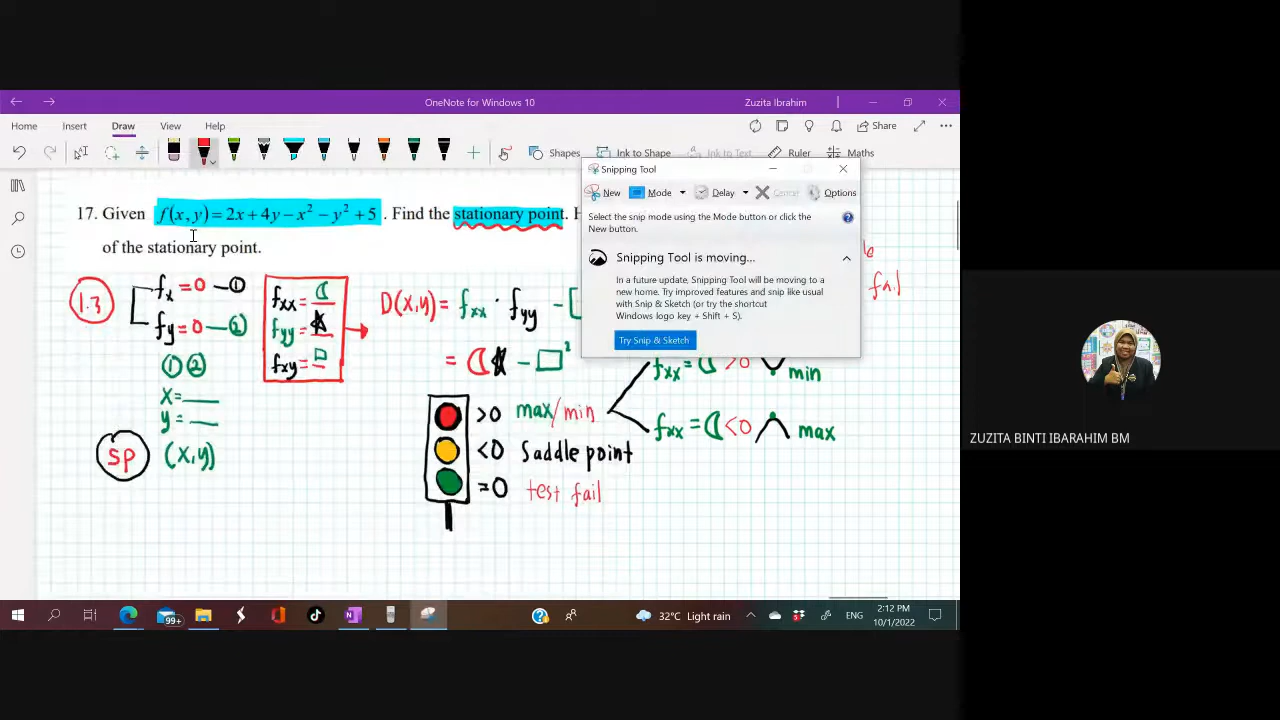 OneNote for Windows 10
Zuzita Ibrahim
Home Insert Draw View Help
Share
Shapes Ink to Shape Ink to Text Ruler Maths
Snipping Tool
New Mode Delay Cancel Options
Select the snip mode using the Mode button or click the
New button.
Snipping Tool is moving...
In a future update, Snipping Tool will be moving to a
new home. Try improved features and snip like usual
with Snip & Sketch (or try the shortcut
Windows logo key + Shift + S).
Try Snip & Sketch
17. Given f(x,y)=2x+4y−x²−y²+5 . Find the stationary point. H
of the stationary point.
fail
1.3
fx=0 —①
fy=0 —②
① ②
x=___
y=___
SP (x,y)
fxx=
fyy=
fxy=
D(x,y)= fxx · fyy −
= ☾★ − □²
>0 max/min
<0 Saddle point
=0 test fail
fxx=☾>0 min
fxx=☾<0 max
ZUZITA BINTI IBARAHIM BM
99+
32°C Light rain
ENG
2:12 PM
10/1/2022